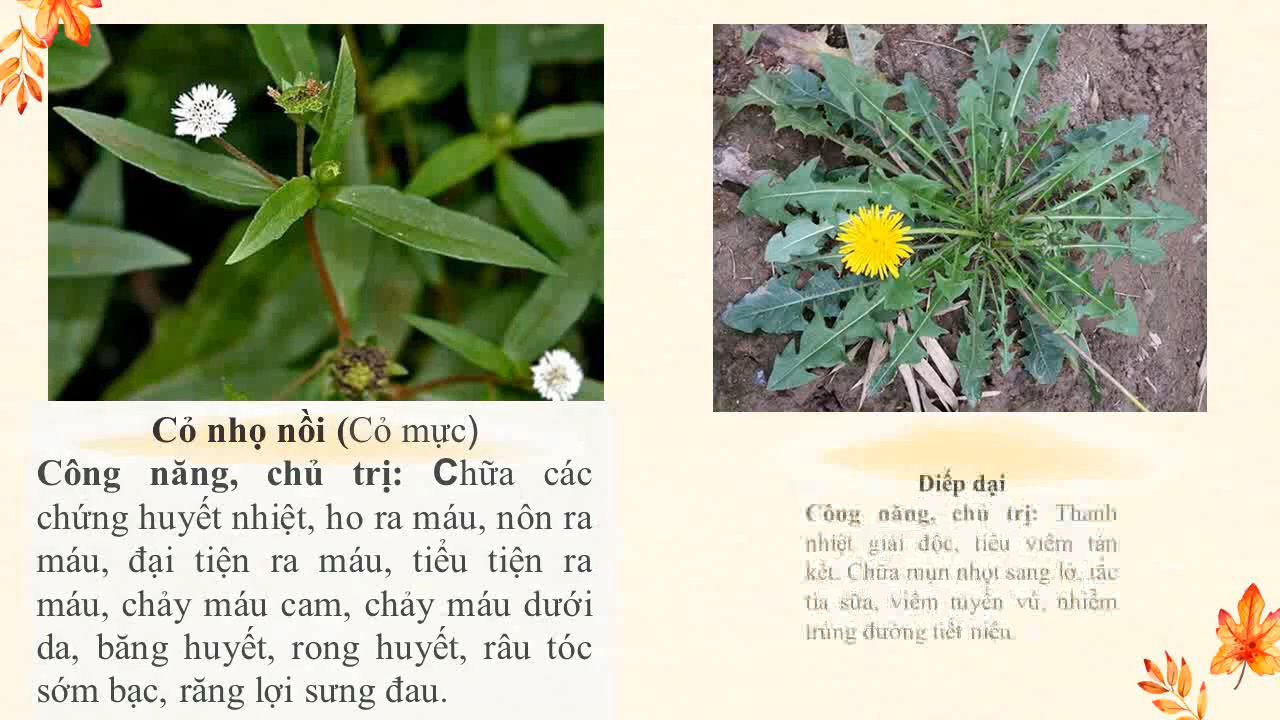 Cỏ nhọ nồi (Cỏ mực)
Công năng, chủ trị: Chữa các
chứng huyết nhiệt, ho ra máu, nôn ra
máu, đại tiện ra máu, tiểu tiện ra
máu, chảy máu cam, chảy máu dưới
da, băng huyết, rong huyết, râu tóc
sớm bạc, răng lợi sưng đau.
Diếp dại
Công năng, chủ trị: Thanh
nhiệt giải độc, tiêu viêm tán
kết. Chữa mụn nhọt sang lở, tắc
tia sữa, viêm tuyến vú, nhiễm
trùng đường tiết niệu.